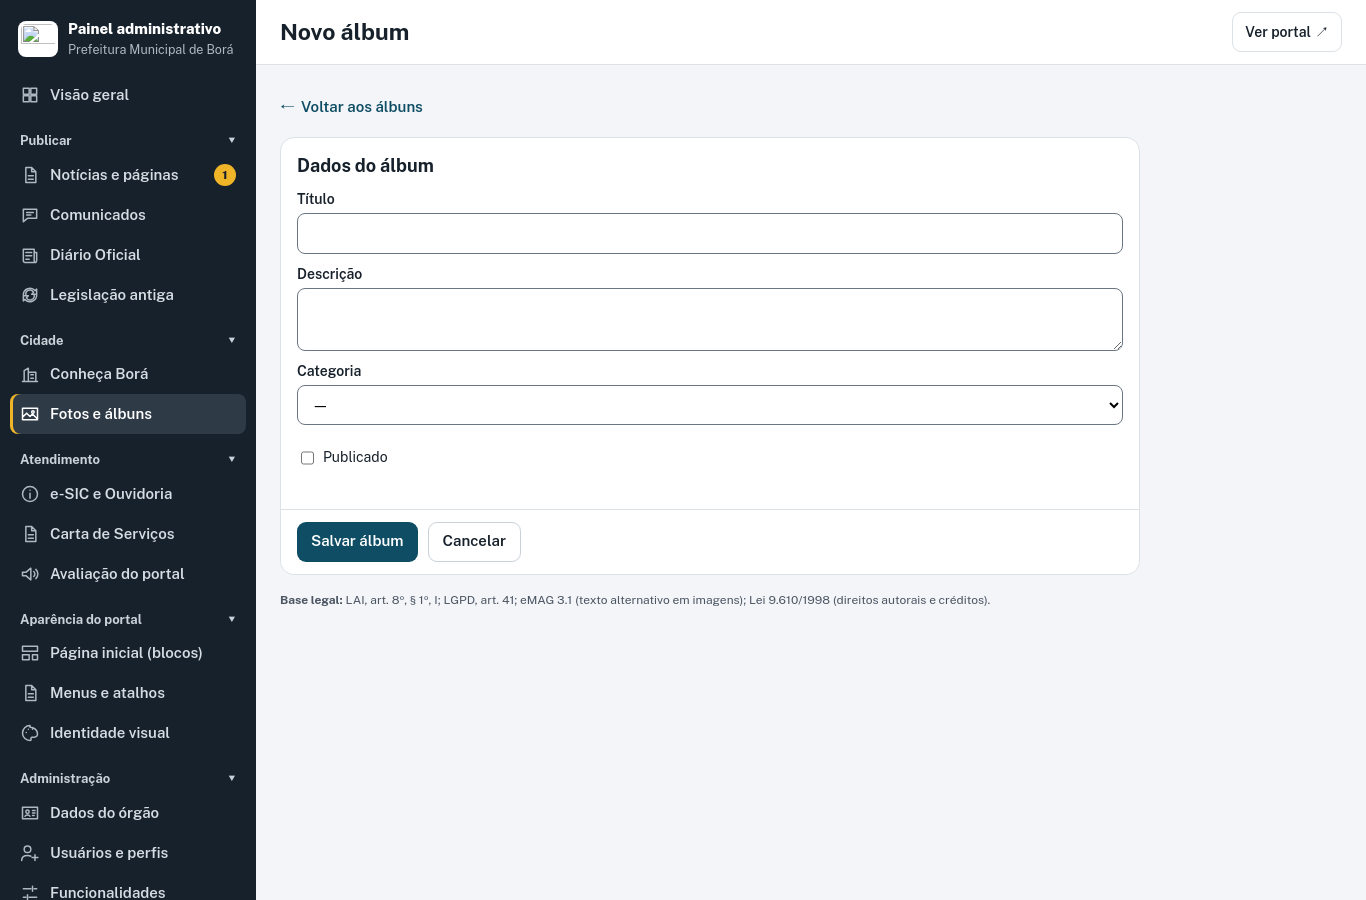 Painel administrativo
Prefeitura Municipal de Borá
Visão geral
Publicar ▼
Notícias e páginas 1
Comunicados
Diário Oficial
Legislação antiga
Cidade ▼
Conheça Borá
Fotos e álbuns
Atendimento ▼
e-SIC e Ouvidoria
Carta de Serviços
Avaliação do portal
Aparência do portal ▼
Página inicial (blocos)
Menus e atalhos
Identidade visual
Administração ▼
Dados do órgão
Usuários e perfis
Funcionalidades
Novo álbum
Ver portal ↗
← Voltar aos álbuns
Dados do álbum
Título
Descrição
Categoria
—
Publicado
Salvar álbum Cancelar
Base legal: LAI, art. 8º, § 1º, I; LGPD, art. 41; eMAG 3.1 (texto alternativo em imagens); Lei 9.610/1998 (direitos autorais e créditos).